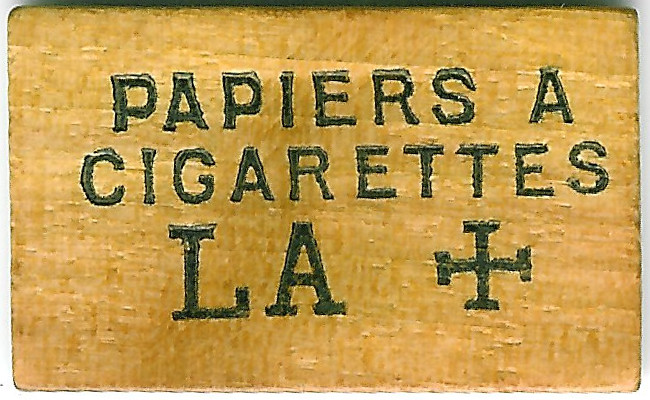 PAPIERS A
CIGARETTES
LA +